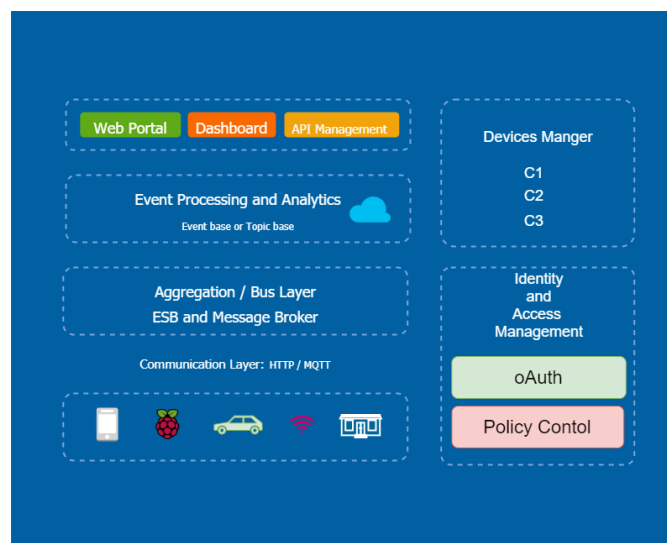 Web Portal
Dashboard
API Management
Event Processing and Analytics
Event base or Topic base
Aggregation / Bus Layer
ESB and Message Broker
Communication Layer: HTTP / MQTT
Devices Manger
C1
C2
C3
Identity
and
Access
Management
oAuth
Policy Contol